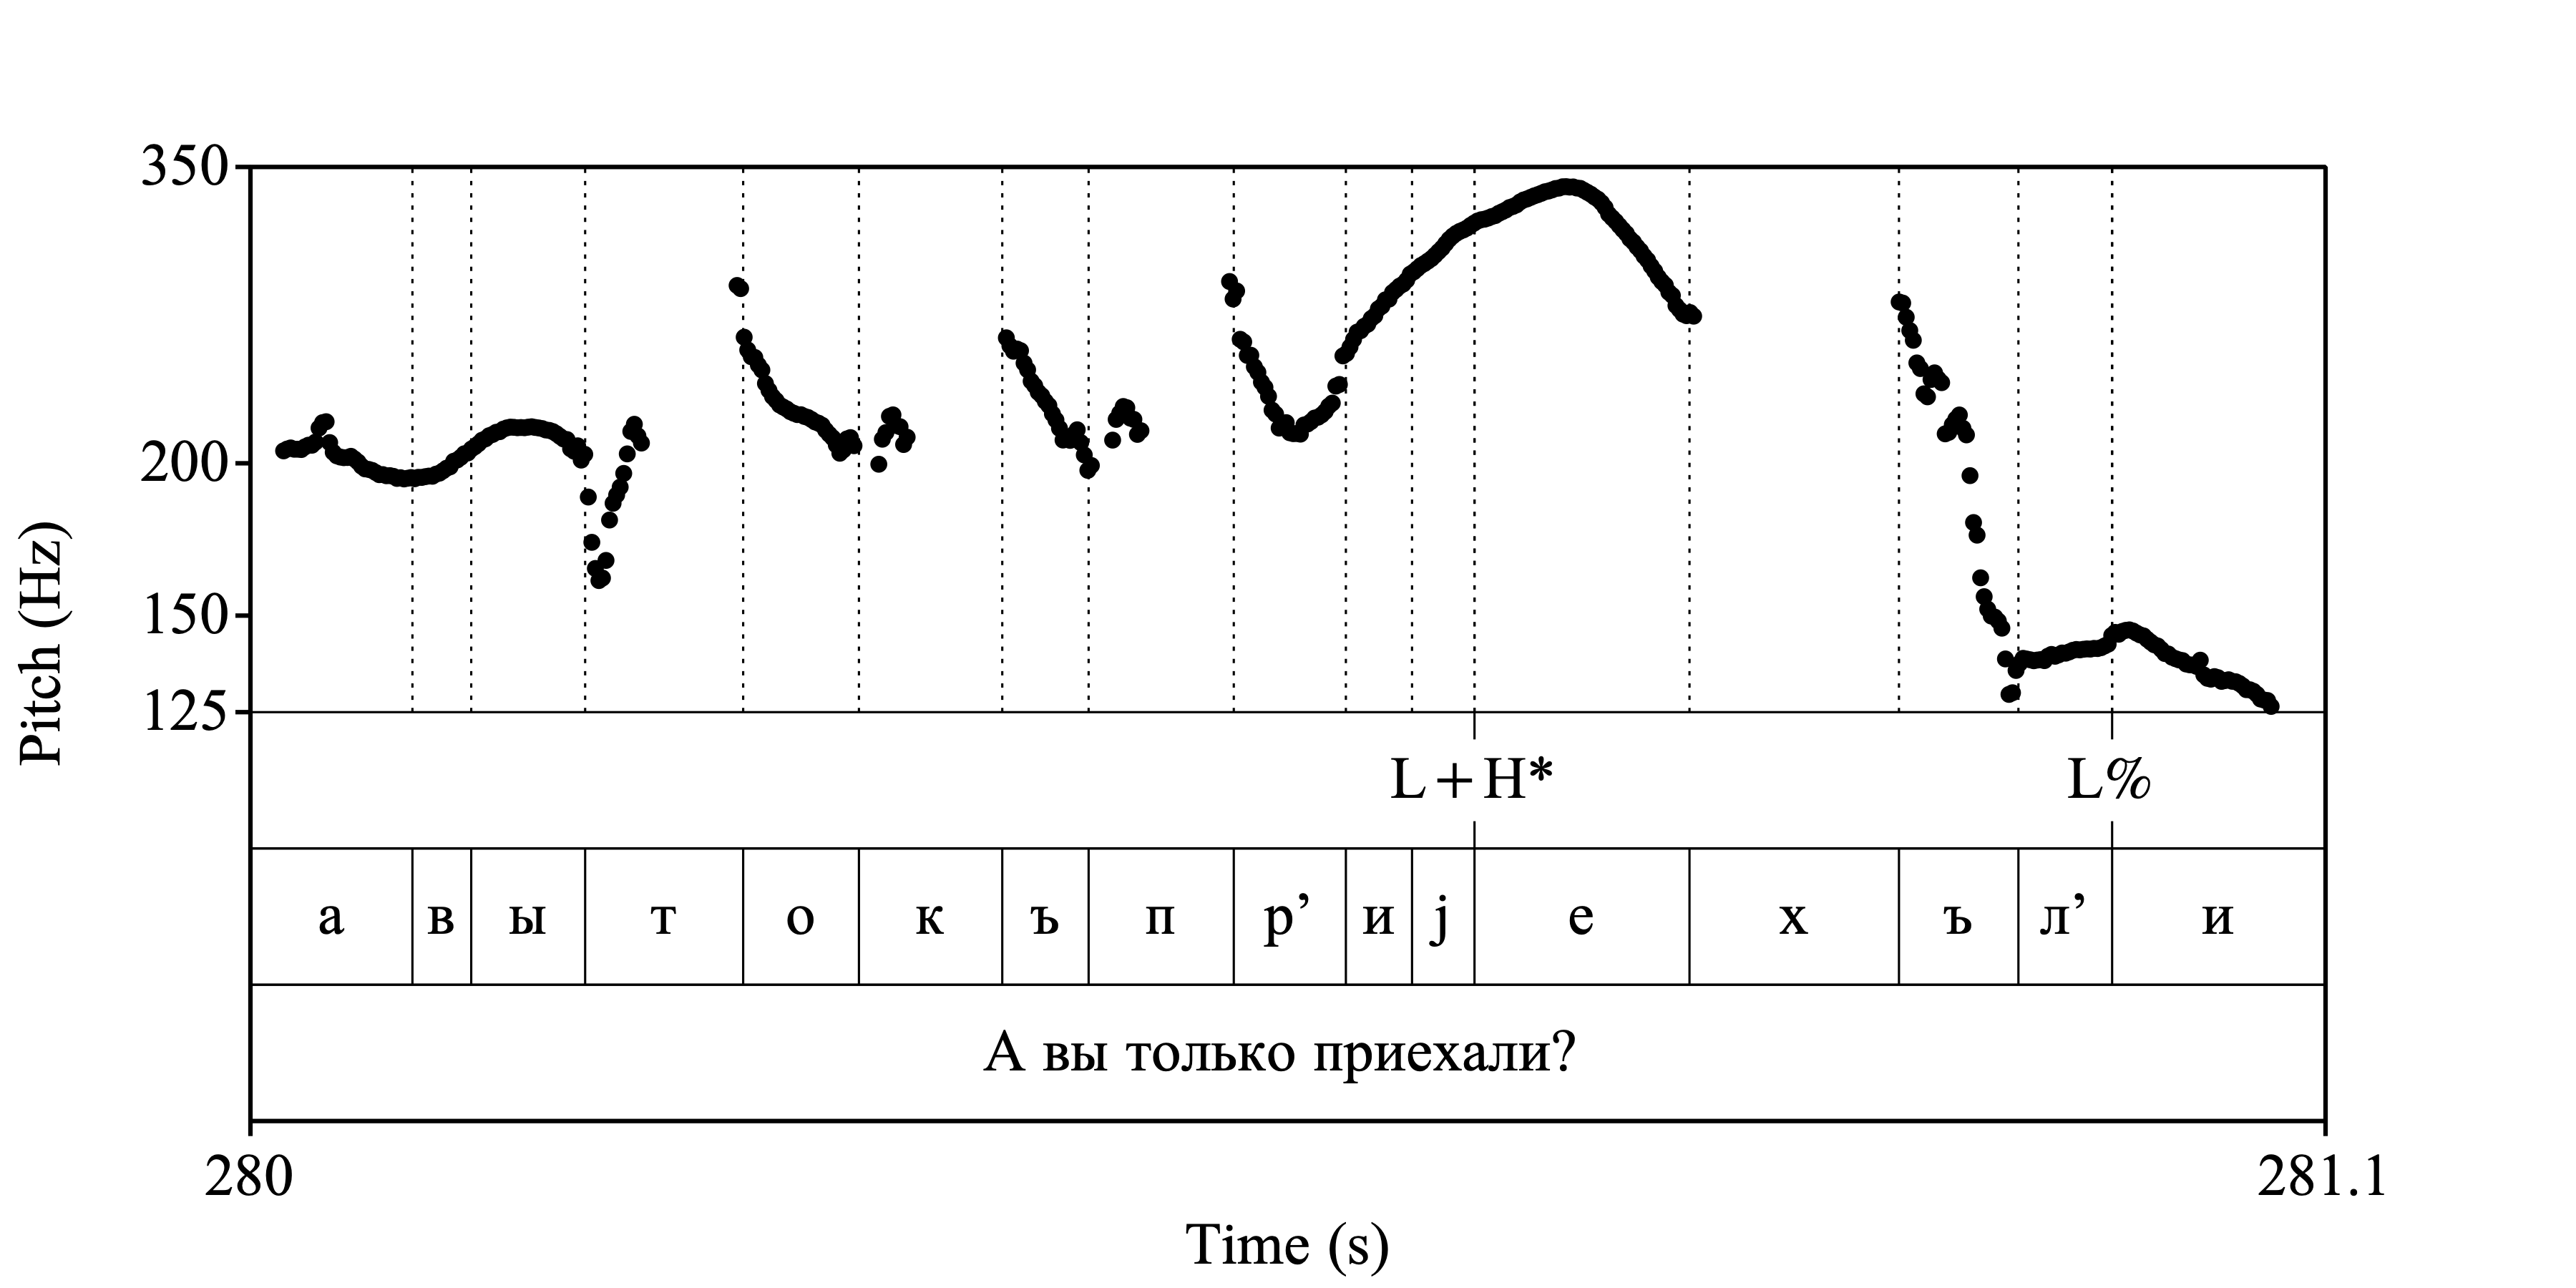 350
200
150
125
Pitch (Hz)
L+H* L%
а в ы т о к ъ п р’ и j е х ъ л’ и
А вы только приехали?
280 281.1
Time (s)